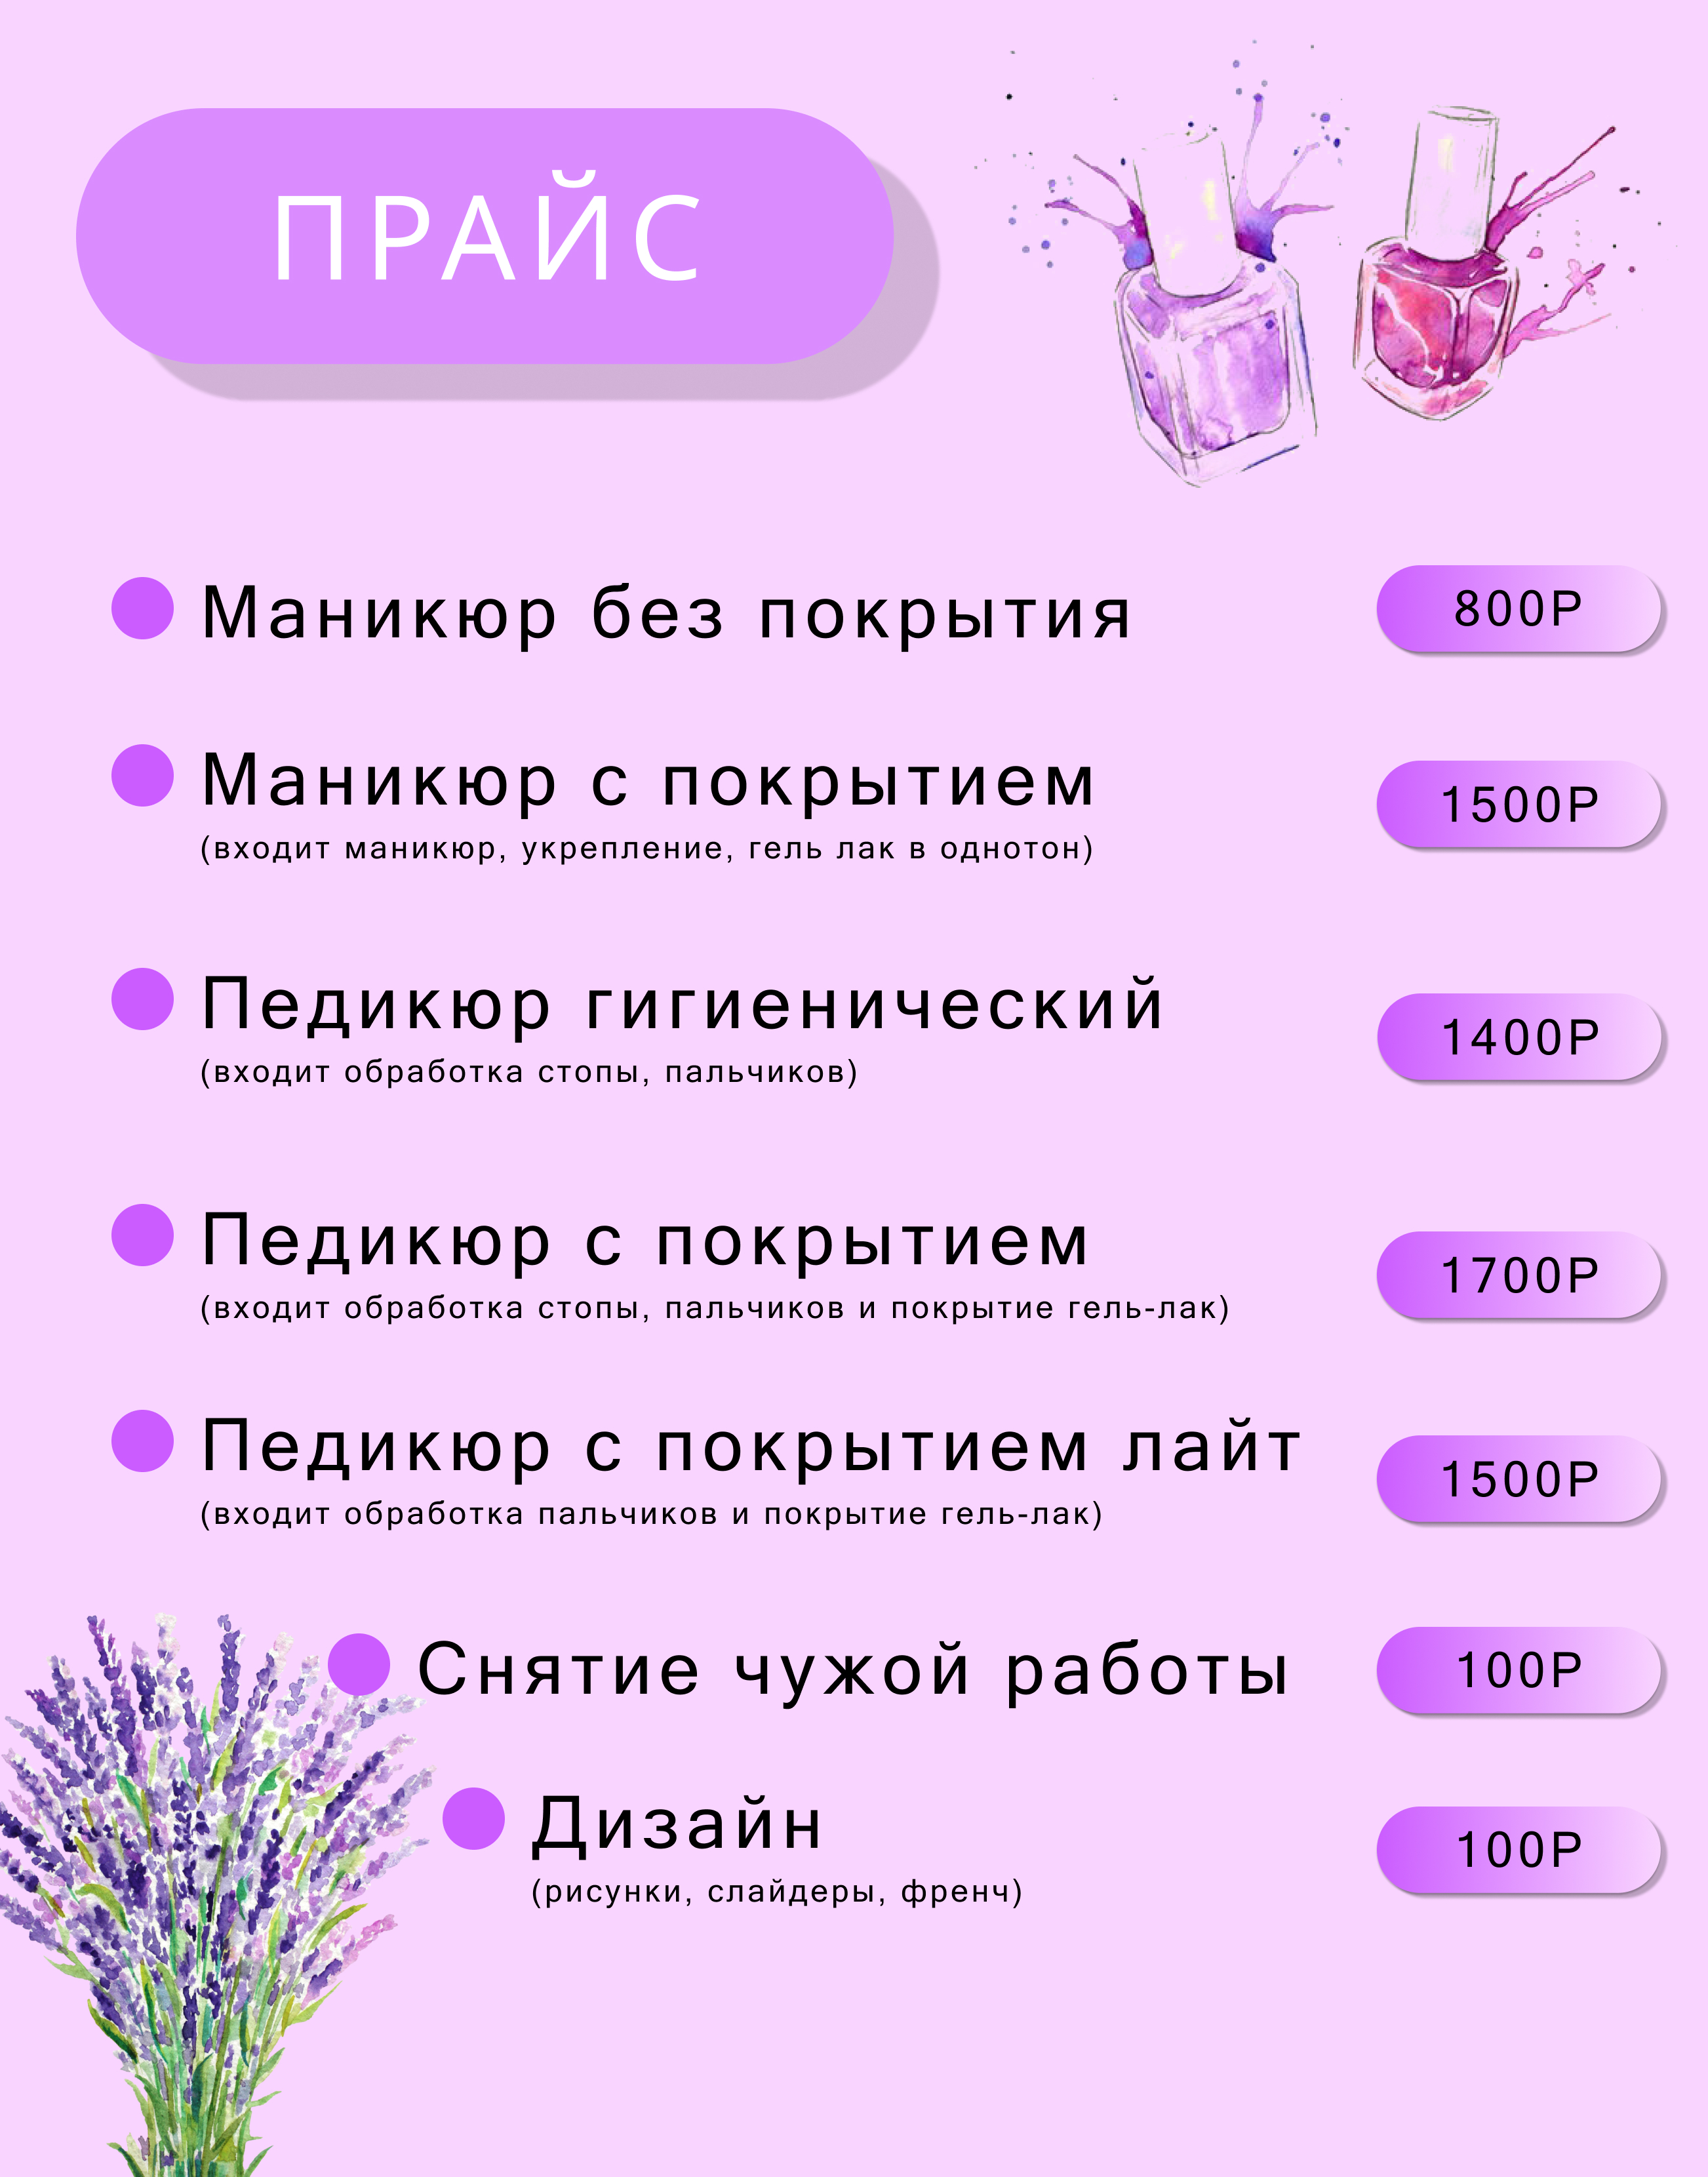 ПРАЙС
Маникюр без покрытия 800Р
Маникюр с покрытием 1500Р
(входит маникюр, укрепление, гель лак в однотон)
Педикюр гигиенический 1400Р
(входит обработка стопы, пальчиков)
Педикюр с покрытием 1700Р
(входит обработка стопы, пальчиков и покрытие гель-лак)
Педикюр с покрытием лайт 1500Р
(входит обработка пальчиков и покрытие гель-лак)
Снятие чужой работы 100Р
Дизайн 100Р
(рисунки, слайдеры, френч)